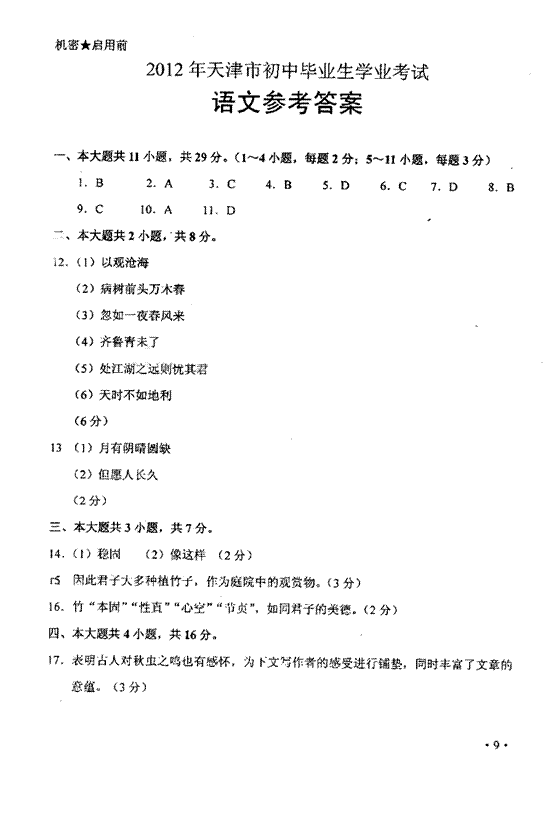 机密★启用前
2012 年天津市初中毕业生学业考试
语文参考答案
一、本大题共 11 小题，共 29 分。（1～4 小题，每题 2 分；5～11 小题，每题 3 分）
1. B 2. A 3. C 4. B 5. D 6. C 7. D 8. B
9. C 10. A 11. D
二、本大题共 2 小题，共 8 分。
12.（1）以观沧海
（2）病树前头万木春
（3）忽如一夜春风来
（4）齐鲁青未了
（5）处江湖之远则忧其君
（6）天时不如地利
（6 分）
13（1）月有阴晴圆缺
（2）但愿人长久
（2 分）
三、本大题共 3 小题，共 7 分。
14.（1）稳固 （2）像这样 （2 分）
15 因此君子大多种植竹子，作为庭院中的观赏物。（3 分）
16. 竹“本固”“性直”“心空”“节贞”，如同君子的美德。（2 分）
四、本大题共 4 小题，共 16 分。
17. 表明古人对秋虫之鸣也有感怀，为下文写作者的感受进行铺垫，同时丰富了文章的
意蕴。（3 分）
·9·